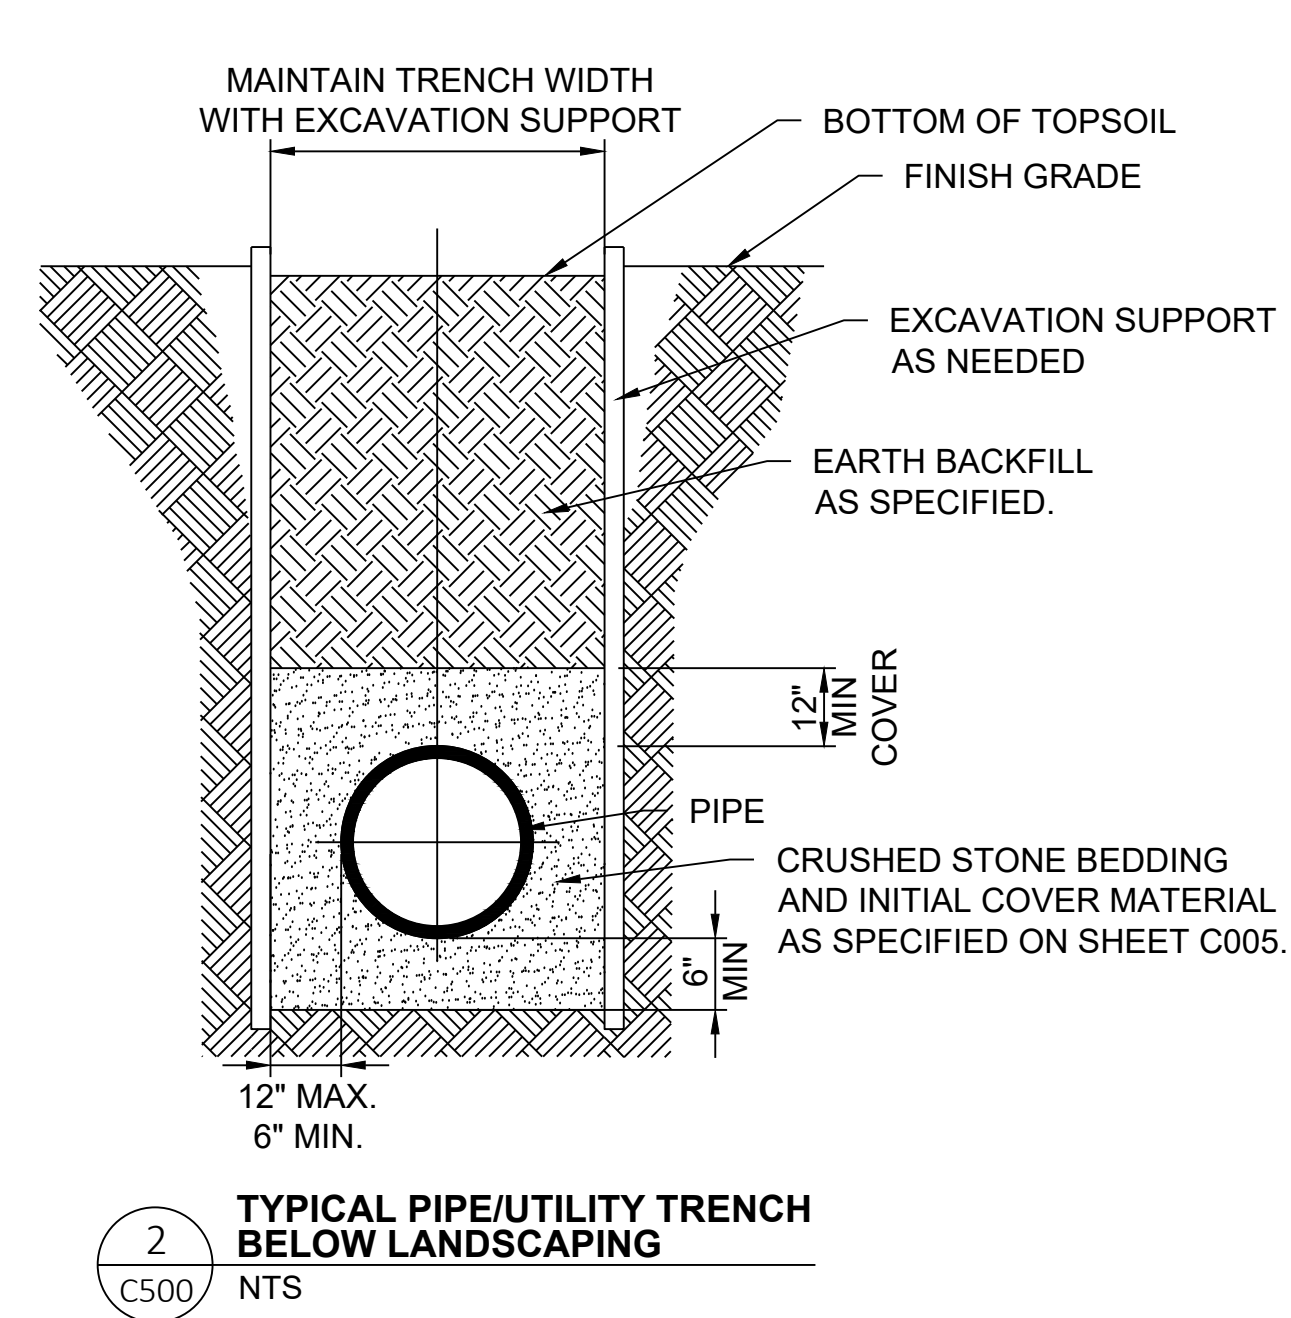 MAINTAIN TRENCH WIDTH
WITH EXCAVATION SUPPORT
BOTTOM OF TOPSOIL
FINISH GRADE
EXCAVATION SUPPORT
AS NEEDED
EARTH BACKFILL
AS SPECIFIED.
12"
MIN
COVER
PIPE
CRUSHED STONE BEDDING
AND INITIAL COVER MATERIAL
AS SPECIFIED ON SHEET C005.
6"
MIN
12" MAX.
6" MIN.
2
C500
TYPICAL PIPE/UTILITY TRENCH
BELOW LANDSCAPING
NTS